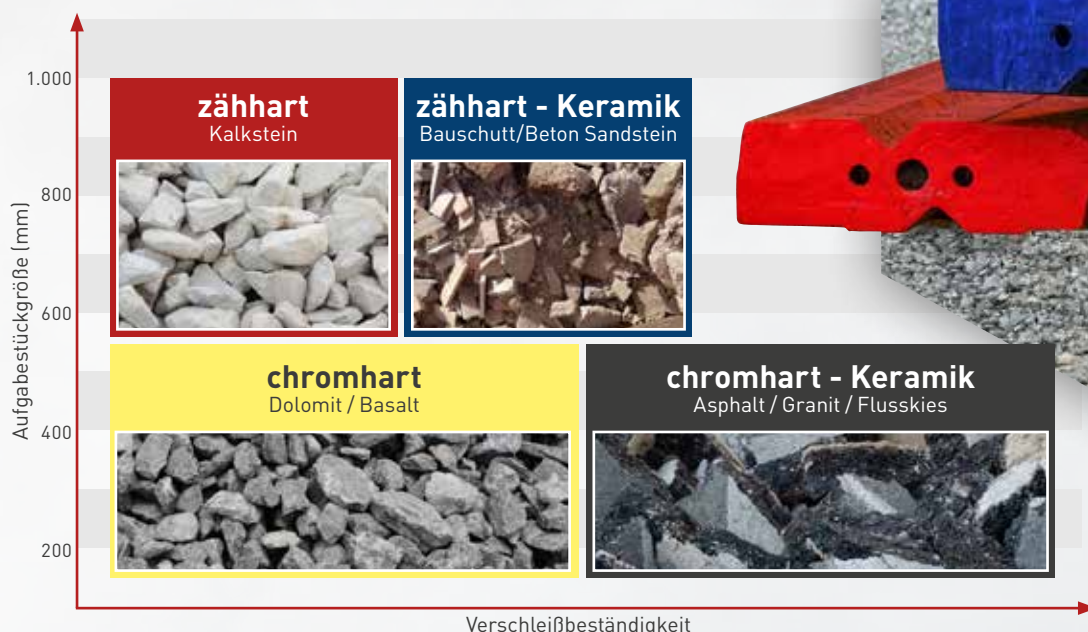 Aufgabestückgröße (mm)
1.000
800
600
400
200
zähhart
Kalkstein
zähhart - Keramik
Bauschutt/Beton Sandstein
chromhart
Dolomit / Basalt
chromhart - Keramik
Asphalt / Granit / Flusskies
Verschleißbeständigkeit